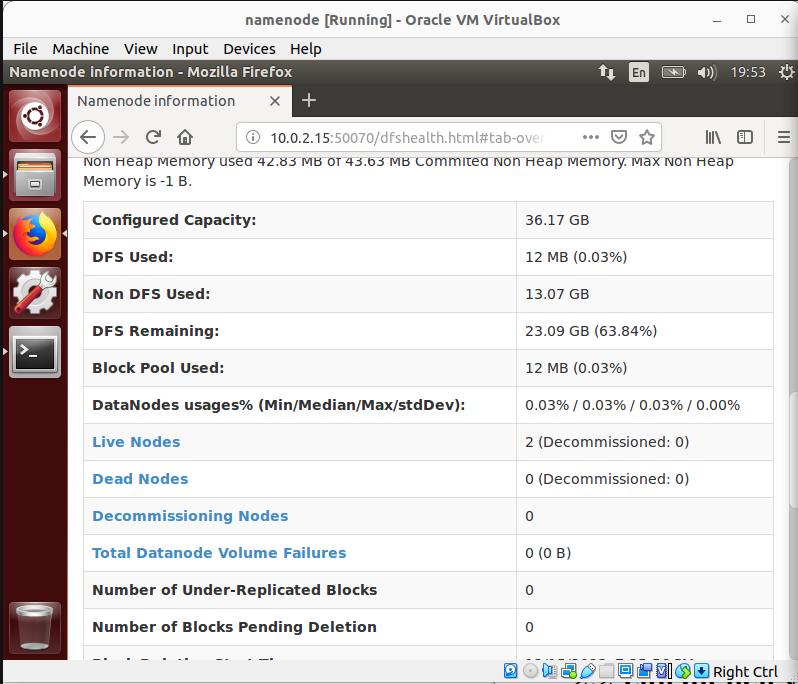 namenode [Running] - Oracle VM VirtualBox
File Machine View Input Devices Help
Namenode information - Mozilla Firefox En 19:53
Namenode information
10.0.2.15:50070/dfshealth.html#tab-over
Non Heap Memory used 42.83 MB of 43.63 MB Commited Non Heap Memory. Max Non Heap
Memory is -1 B.
Configured Capacity: 36.17 GB
DFS Used: 12 MB (0.03%)
Non DFS Used: 13.07 GB
DFS Remaining: 23.09 GB (63.84%)
Block Pool Used: 12 MB (0.03%)
DataNodes usages% (Min/Median/Max/stdDev): 0.03% / 0.03% / 0.03% / 0.00%
Live Nodes 2 (Decommissioned: 0)
Dead Nodes 0 (Decommissioned: 0)
Decommissioning Nodes 0
Total Datanode Volume Failures 0 (0 B)
Number of Under-Replicated Blocks 0
Number of Blocks Pending Deletion 0
Right Ctrl